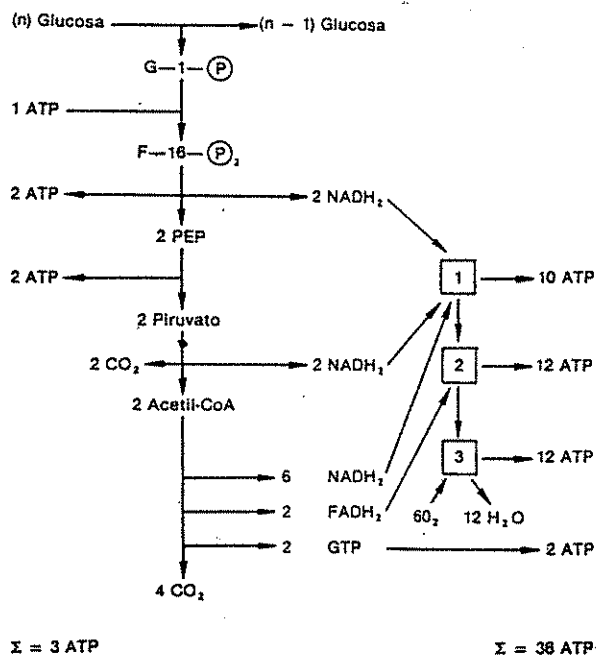 (n) Glucosa (n − 1) Glucosa
G—1—P
1 ATP
F—16—P₂
2 ATP 2 NADH₂
2 PEP
2 ATP 1 10 ATP
2 Piruvato
2 CO₂ 2 NADH₂ 2 12 ATP
2 Acetil-CoA
3 12 ATP
6 NADH₂
2 FADH₂ 6O₂ 12 H₂O
2 GTP 2 ATP
4 CO₂
Σ = 3 ATP Σ = 36 ATP